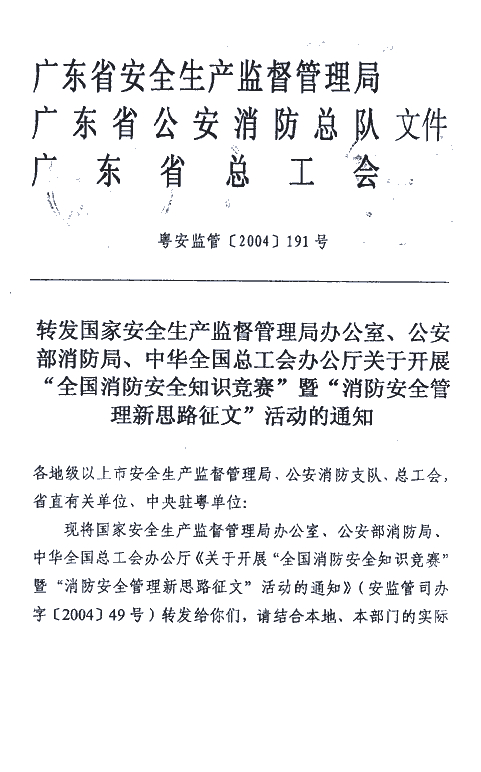 广东省安全生产监督管理局
广东省公安消防总队 文件
广东省总工会
粤安监管〔2004〕191号
转发国家安全生产监督管理局办公室、公安
部消防局、中华全国总工会办公厅关于开展
“全国消防安全知识竞赛”暨“消防安全管
理新思路征文”活动的通知
各地级以上市安全生产监督管理局、公安消防支队、总工会,
省直有关单位、中央驻粤单位:
现将国家安全生产监督管理局办公室、公安部消防局、
中华全国总工会办公厅《关于开展“全国消防安全知识竞赛”
暨“消防安全管理新思路征文”活动的通知》(安监管司办
字〔2004〕49号)转发给你们,请结合本地、本部门的实际